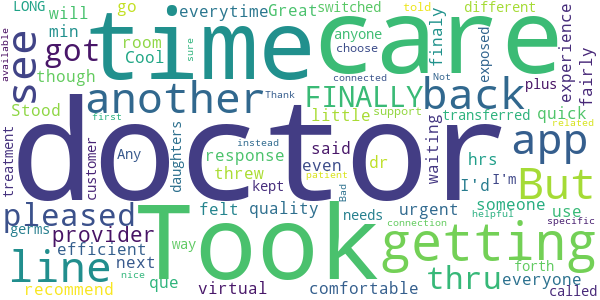 LONG will everytime Great switched told go different
available see got min room Cool sure though time care anyone choose finaly exposed experience fairly
another FINALLY back connected plus
Stood Any Thank little transferred quick
treatment customer daughters doctor first response threw instead said even support dr waiting hrs app related
kept patient I'd I'm Not But
pleased germs provider line efficient next Took felt quality Bad needs urgent someone use specific
way getting helpful
recommend que nice virtual comfortable connection thru forth everyone called